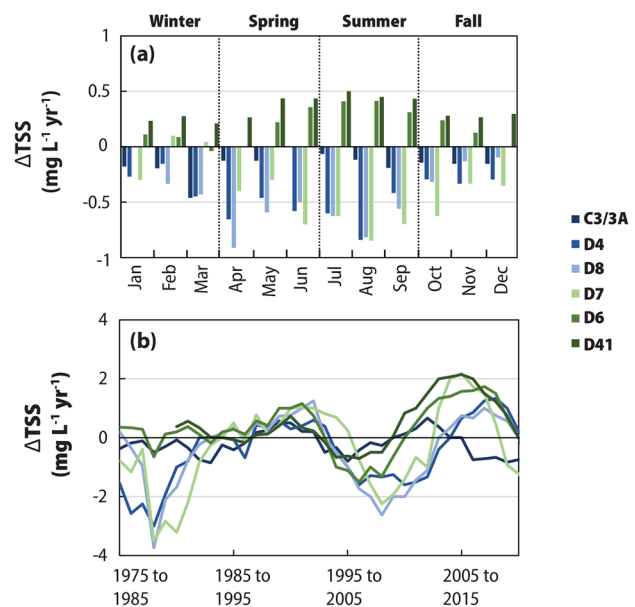 Winter Spring Summer Fall
(a)
1
0.5
0
-0.5
-1
ΔTSS
(mg L-1 yr-1)
Jan Feb Mar Apr May Jun Jul Aug Sep Oct Nov Dec
C3/3A
D4
D8
D7
D6
D41
(b)
4
2
0
-2
-4
ΔTSS
(mg L-1 yr-1)
1975 to 1985 to 1995 to 2005 to
1985 1995 2005 2015